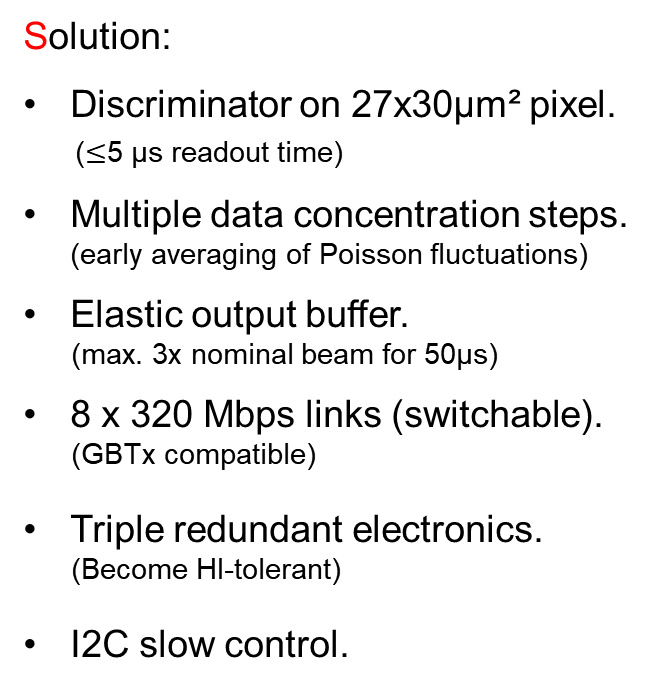 Solution:
• Discriminator on 27x30µm² pixel.
(≤5 µs readout time)
• Multiple data concentration steps.
(early averaging of Poisson fluctuations)
• Elastic output buffer.
(max. 3x nominal beam for 50µs)
• 8 x 320 Mbps links (switchable).
(GBTx compatible)
• Triple redundant electronics.
(Become HI-tolerant)
• I2C slow control.